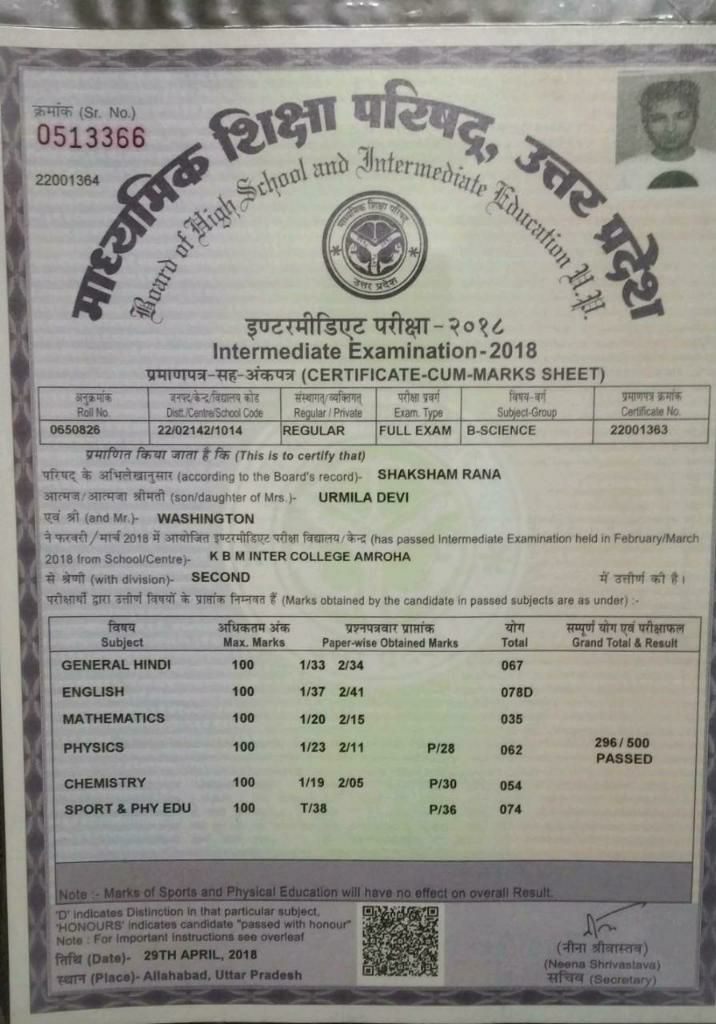 क्रमांक (Sr. No.)
0513366
22001364
माध्यमिक शिक्षा परिषद्, उत्तर प्रदेश
Board of High School and Intermediate Education U.P.
माध्यमिक शिक्षा परिषद्
उत्तर प्रदेश
इण्टरमीडिएट परीक्षा-२०१८
Intermediate Examination-2018
प्रमाणपत्र-सह-अंकपत्र (CERTIFICATE-CUM-MARKS SHEET)
अनुक्रमांक जनपद/केन्द्र/विद्यालय कोड संस्थागत/व्यक्तिगत परीक्षा प्रवर्ग विषय-वर्ग प्रमाणपत्र क्रमांक
Roll No. Distt./Centre/School Code Regular / Private Exam. Type Subject-Group Certificate No.
0650826 22/02142/1014 REGULAR FULL EXAM B-SCIENCE 22001363
प्रमाणित किया जाता है कि (This is to certify that)
परिषद के अभिलेखानुसार (according to the Board's record)- SHAKSHAM RANA
आत्मज/आत्मजा श्रीमती (son/daughter of Mrs.)- URMILA DEVI
एवं श्री (and Mr.)- WASHINGTON
ने फरवरी/मार्च 2018 में आयोजित इण्टरमीडिएट परीक्षा विद्यालय/केन्द्र (has passed Intermediate Examination held in February/March
2018 from School/Centre)- K B M INTER COLLEGE AMROHA
से श्रेणी (with division)- SECOND में उत्तीर्ण की है।
परीक्षार्थी द्वारा उत्तीर्ण विषयों के प्राप्तांक निम्नवत हैं (Marks obtained by the candidate in passed subjects are as under) :-
विषय अधिकतम अंक प्रश्नपत्रवार प्राप्तांक योग सम्पूर्ण योग एवं परीक्षाफल
Subject Max. Marks Paper-wise Obtained Marks Total Grand Total & Result
GENERAL HINDI 100 1/33 2/34 067
ENGLISH 100 1/37 2/41 078D
MATHEMATICS 100 1/20 2/15 035
PHYSICS 100 1/23 2/11 P/28 062 296/500
PASSED
CHEMISTRY 100 1/19 2/05 P/30 054
SPORT & PHY EDU 100 T/38 P/36 074
Note :- Marks of Sports and Physical Education will have no effect on overall Result.
'D' indicates Distinction in that particular subject,
'HONOURS' indicates candidate "passed with honour"
Note : For Important Instructions see overleaf
तिथि (Date)- 29TH APRIL, 2018
स्थान (Place)- Allahabad, Uttar Pradesh
(नीना श्रीवास्तव)
(Neena Shrivastava)
सचिव (Secretary)